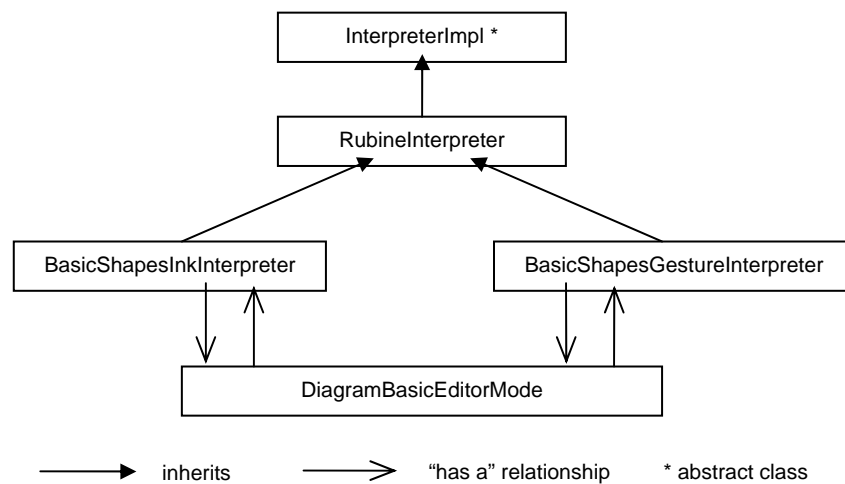 InterpreterImpl *
RubineInterpreter
BasicShapesInkInterpreter
BasicShapesGestureInterpreter
DiagramBasicEditorMode
inherits
“has a” relationship
* abstract class